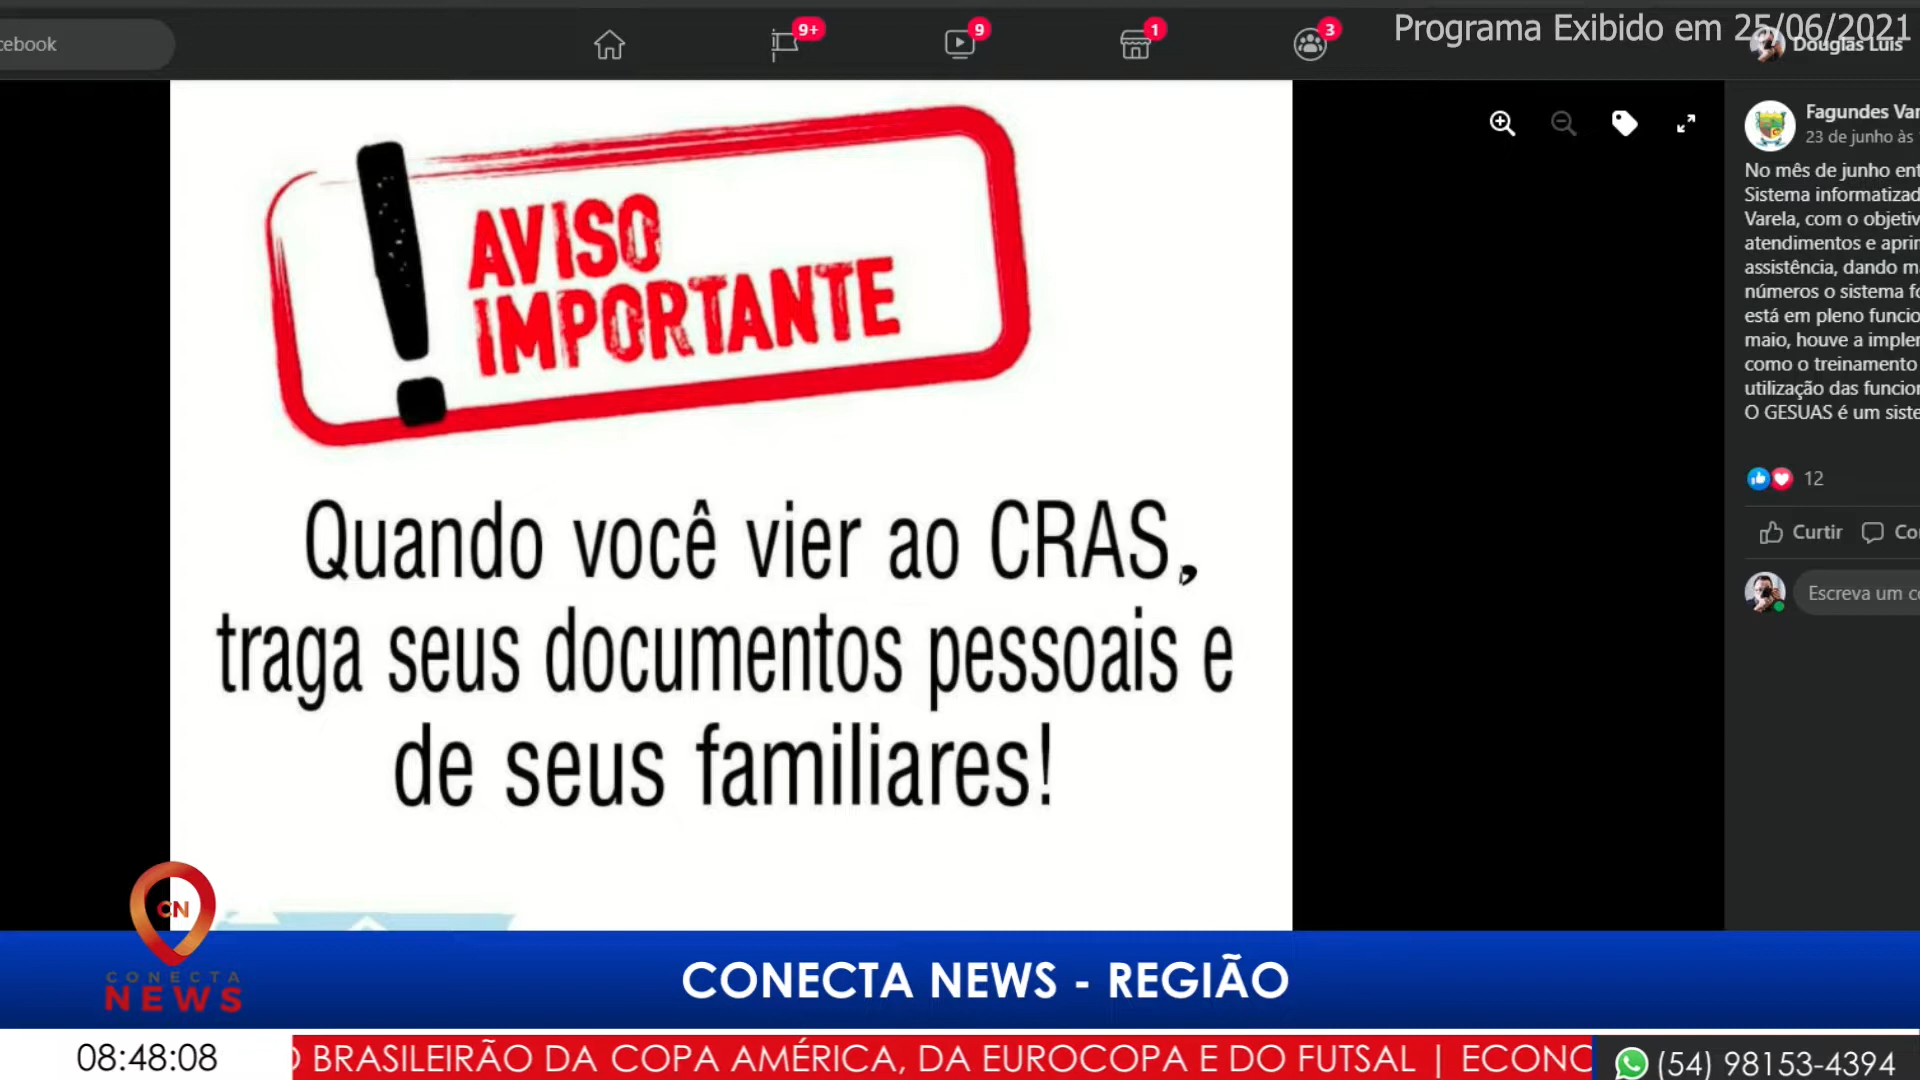 cebook
9+
9
1
3
Programa Exibido em 25/06/2021
Douglas Luis
AVISO
IMPORTANTE
Quando você vier ao CRAS,
traga seus documentos pessoais e
de seus familiares!
Fagundes Var
23 de junho às
No mês de junho ent
Sistema informatizad
Varela, com o objetiv
atendimentos e aprir
assistência, dando ma
números o sistema fo
está em pleno funcio
maio, houve a impler
como o treinamento
utilização das funcior
O GESUAS é um siste
12
Curtir
Co
Escreva um co
CN
CONECTA
NEWS
CONECTA NEWS - REGIÃO
08:48:08
O BRASILEIRÃO DA COPA AMÉRICA, DA EUROCOPA E DO FUTSAL | ECONO
(54) 98153-4394